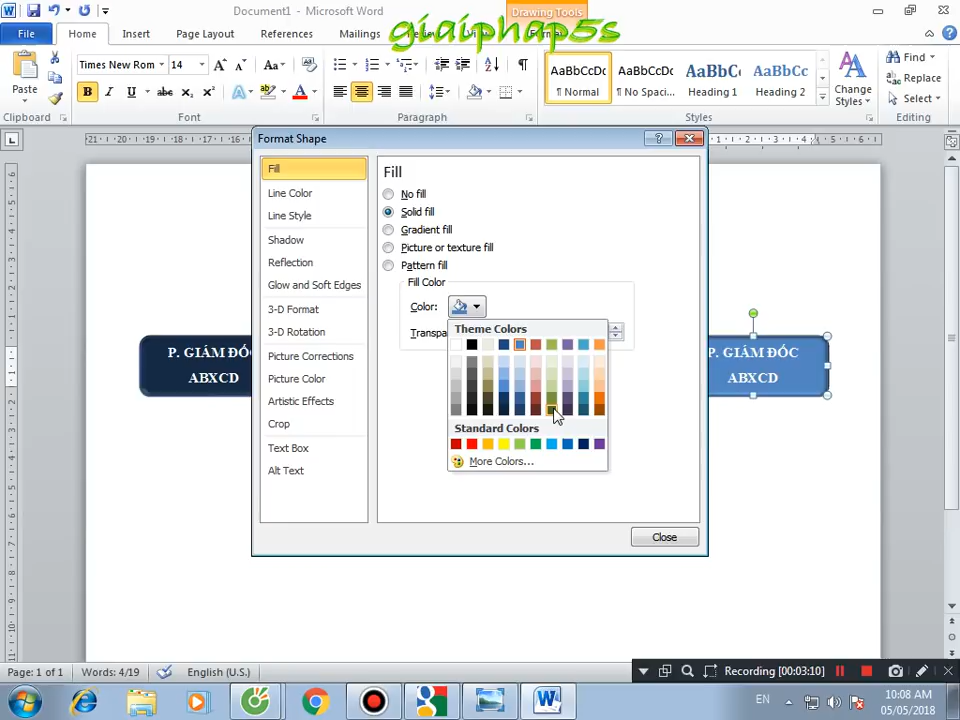 Document1 - Microsoft Word
Drawing Tools
giaiphap5s
File
Home
Insert
Page Layout
References
Mailings
Times New Rom
14
Paste
Clipboard
Font
Paragraph
AaBbCcDc
¶ Normal
AaBbCcDc
¶ No Spaci...
AaBbCc
Heading 1
AaBbCc
Heading 2
Change
Styles
Styles
Find
Replace
Select
Editing
Format Shape
Fill
Line Color
Line Style
Shadow
Reflection
Glow and Soft Edges
3-D Format
3-D Rotation
Picture Corrections
Picture Color
Artistic Effects
Crop
Text Box
Alt Text
Fill
No fill
Solid fill
Gradient fill
Picture or texture fill
Pattern fill
Fill Color
Color:
Transpa
Theme Colors
Standard Colors
More Colors...
Close
P. GIÁM ĐỐC
ABXCD
P. GIÁM ĐỐC
ABXCD
Page: 1 of 1
Words: 4/19
English (U.S.)
Recording [00:03:10]
EN
10:08 AM
05/05/2018